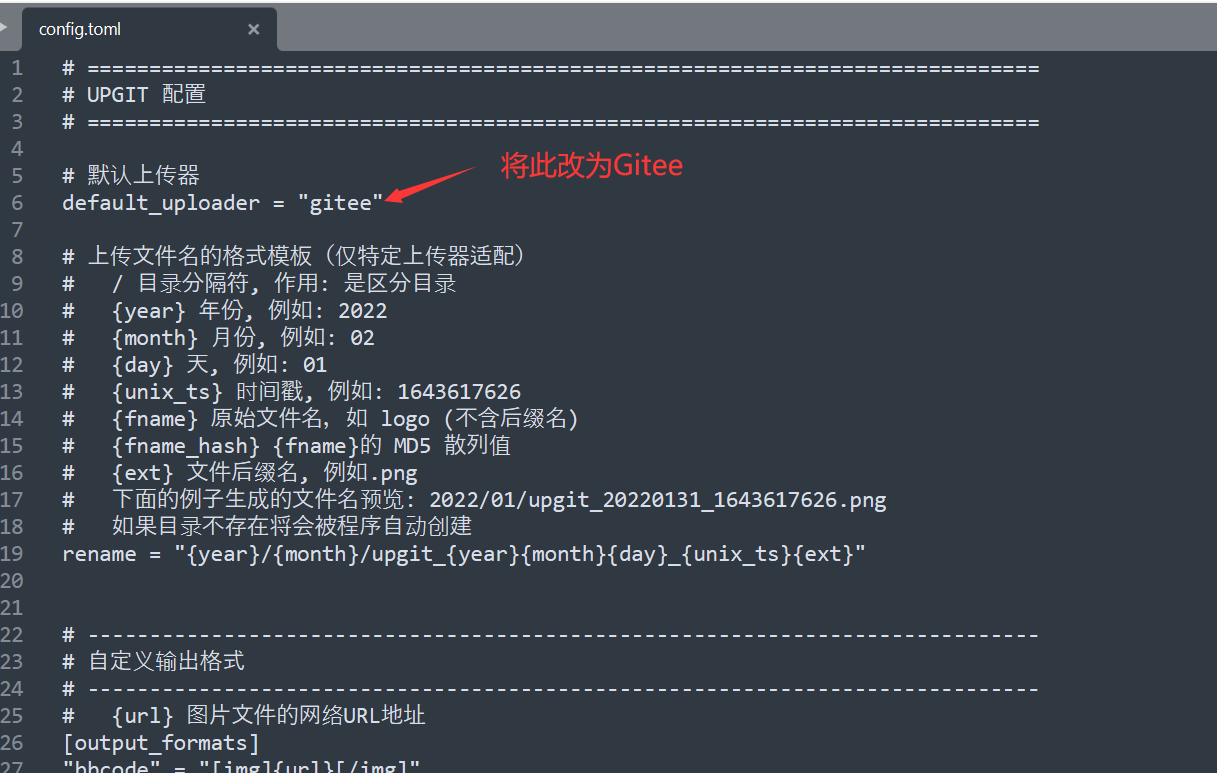 config.toml ×
1 # =============================================================================
2 # UPGIT 配置
3 # =============================================================================
4
将此改为Gitee
5 # 默认上传器
6 default_uploader = "gitee"
7
8 # 上传文件名的格式模板（仅特定上传器适配）
9 #   / 目录分隔符, 作用: 是区分目录
10 #   {year} 年份, 例如: 2022
11 #   {month} 月份, 例如: 02
12 #   {day} 天, 例如: 01
13 #   {unix_ts} 时间戳, 例如: 1643617626
14 #   {fname} 原始文件名, 如 logo (不含后缀名)
15 #   {fname_hash} {fname}的 MD5 散列值
16 #   {ext} 文件后缀名, 例如.png
17 #   下面的例子生成的文件名预览: 2022/01/upgit_20220131_1643617626.png
18 #   如果目录不存在将会被程序自动创建
19 rename = "{year}/{month}/upgit_{year}{month}{day}_{unix_ts}{ext}"
20
21
22 # -----------------------------------------------------------------------------
23 # 自定义输出格式
24 # -----------------------------------------------------------------------------
25 #   {url} 图片文件的网络URL地址
26 [output_formats]
27 "bbcode" = "[img]{url}[/img]"